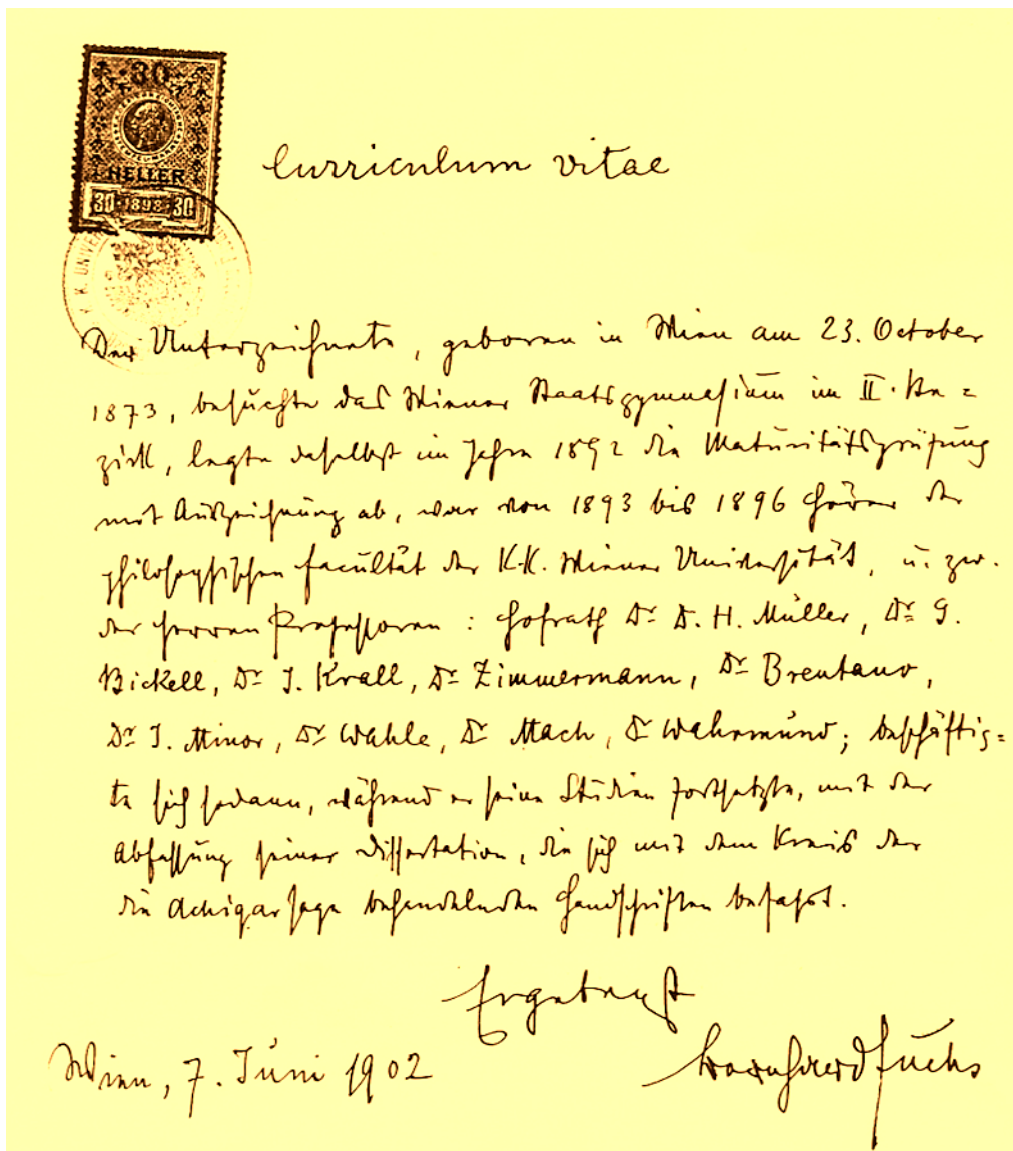 30
HELLER
30 1898 30
K. K. UNIVE
Curriculum vitae
Der Unterzeichnete, geboren in Wien am 23. October
1873, besuchte das Wiener Staatsgymnasium im II. Be=
zirk, legte daselbst im Jahre 1892 die Maturitätsprüfung
mit Auszeichnung ab, war von 1893 bis 1896 Hörer der
philosophischen Facultät der K.K. Wiener Universität, u. zw.
der Herren Professoren: Hofrath Dr. D. H. Müller, Dr. G.
Bickell, Dr. J. Krall, Dr. Zimmermann, Dr. Brentano,
Dr. J. Minor, Dr. Wahle, Dr. Mach, Dr. Wahrmund; beschäftig=
te sich sodann, während er seine Studien fortsetzte, mit der
Abfassung seiner Dissertation, die sich mit dem Kreis der
die Achiqarsage behandelnden Handschriften befasst.
Ergebenst
Wien, 7. Juni 1902
Bernhard Fuchs